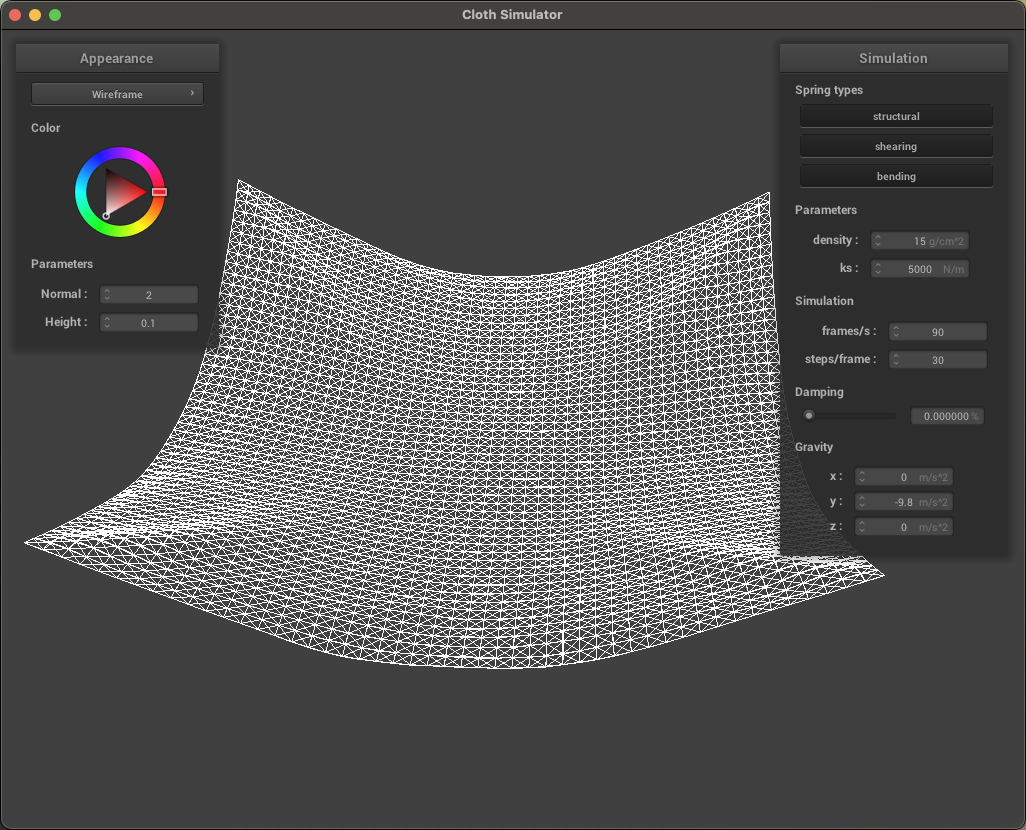 Cloth Simulator
Appearance
Wireframe
Color
Parameters
Normal : 2
Height : 0.1
Simulation
Spring types
structural
shearing
bending
Parameters
density : 15 g/cm^2
ks : 5000 N/m
Simulation
frames/s : 90
steps/frame : 30
Damping
0.000000 %
Gravity
x : 0 m/s^2
y : -9.8 m/s^2
z : 0 m/s^2